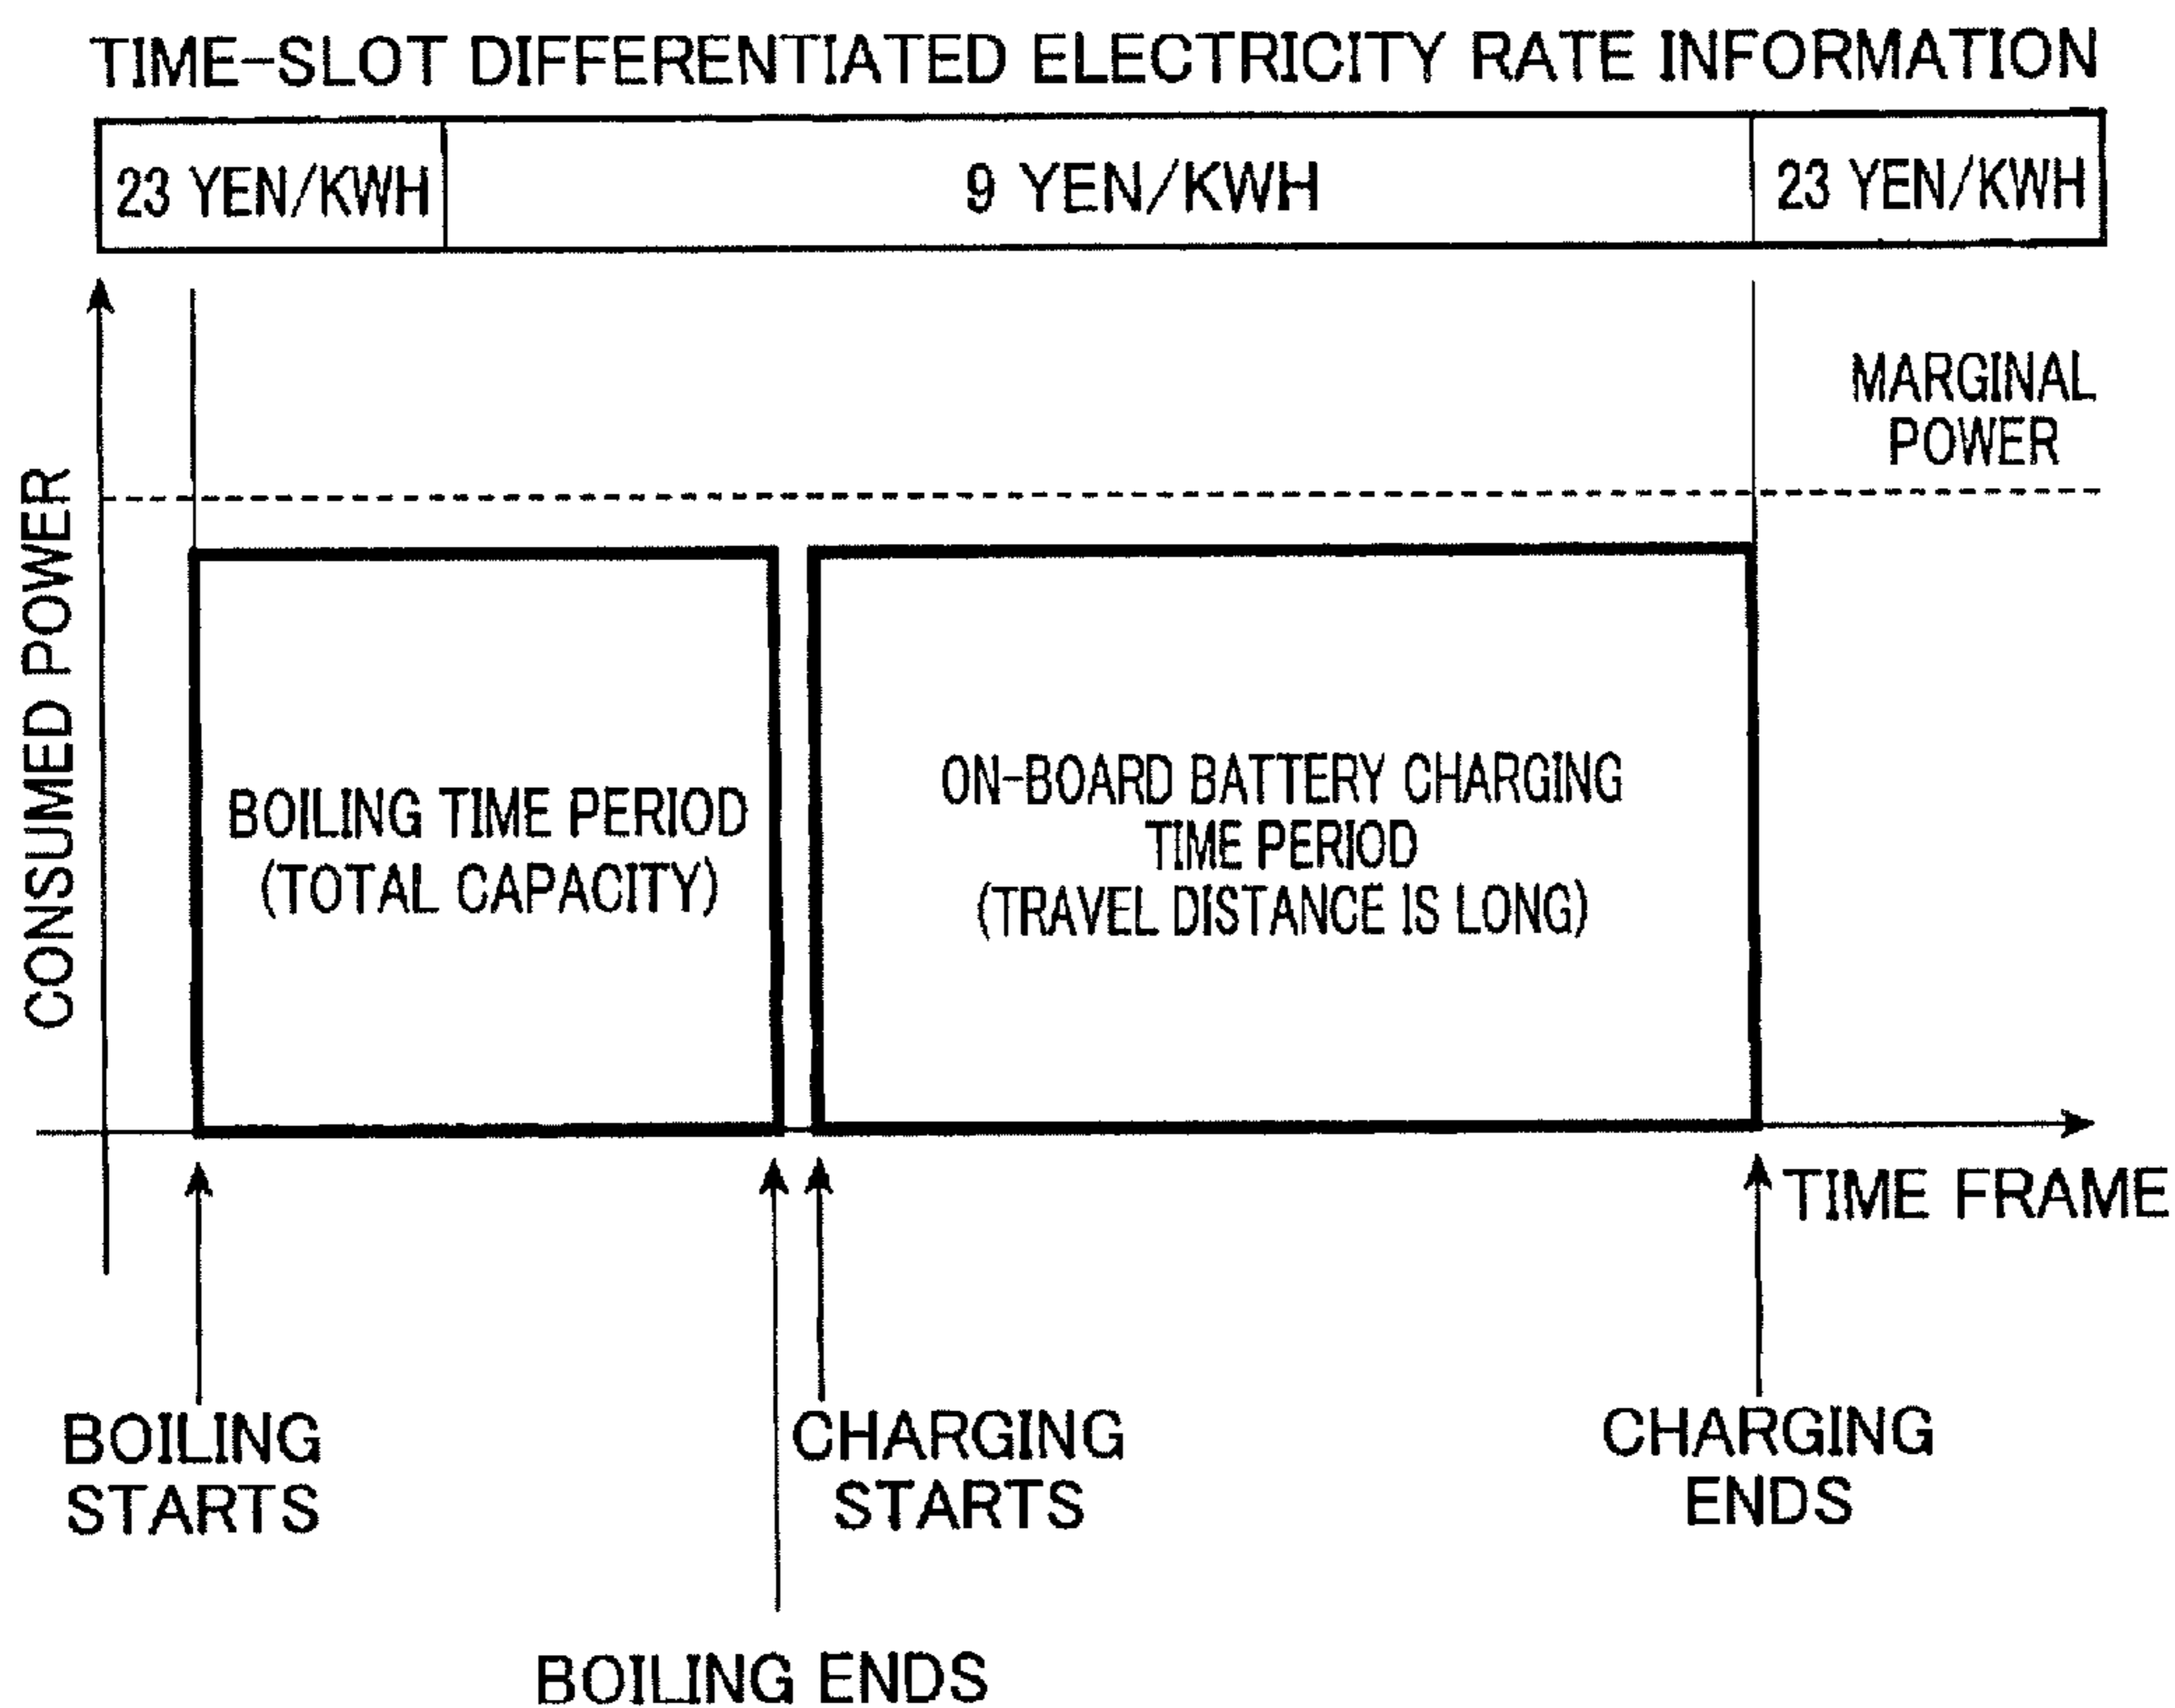 TIME-SLOT DIFFERENTIATED ELECTRICITY RATE INFORMATION
23 YEN/KWH
9 YEN/KWH
23 YEN/KWH
MARGINAL
POWER
CONSUMED POWER
BOILING TIME PERIOD
(TOTAL CAPACITY)
ON-BOARD BATTERY CHARGING
TIME PERIOD
(TRAVEL DISTANCE IS LONG)
TIME FRAME
BOILING
STARTS
CHARGING
STARTS
CHARGING
ENDS
BOILING ENDS